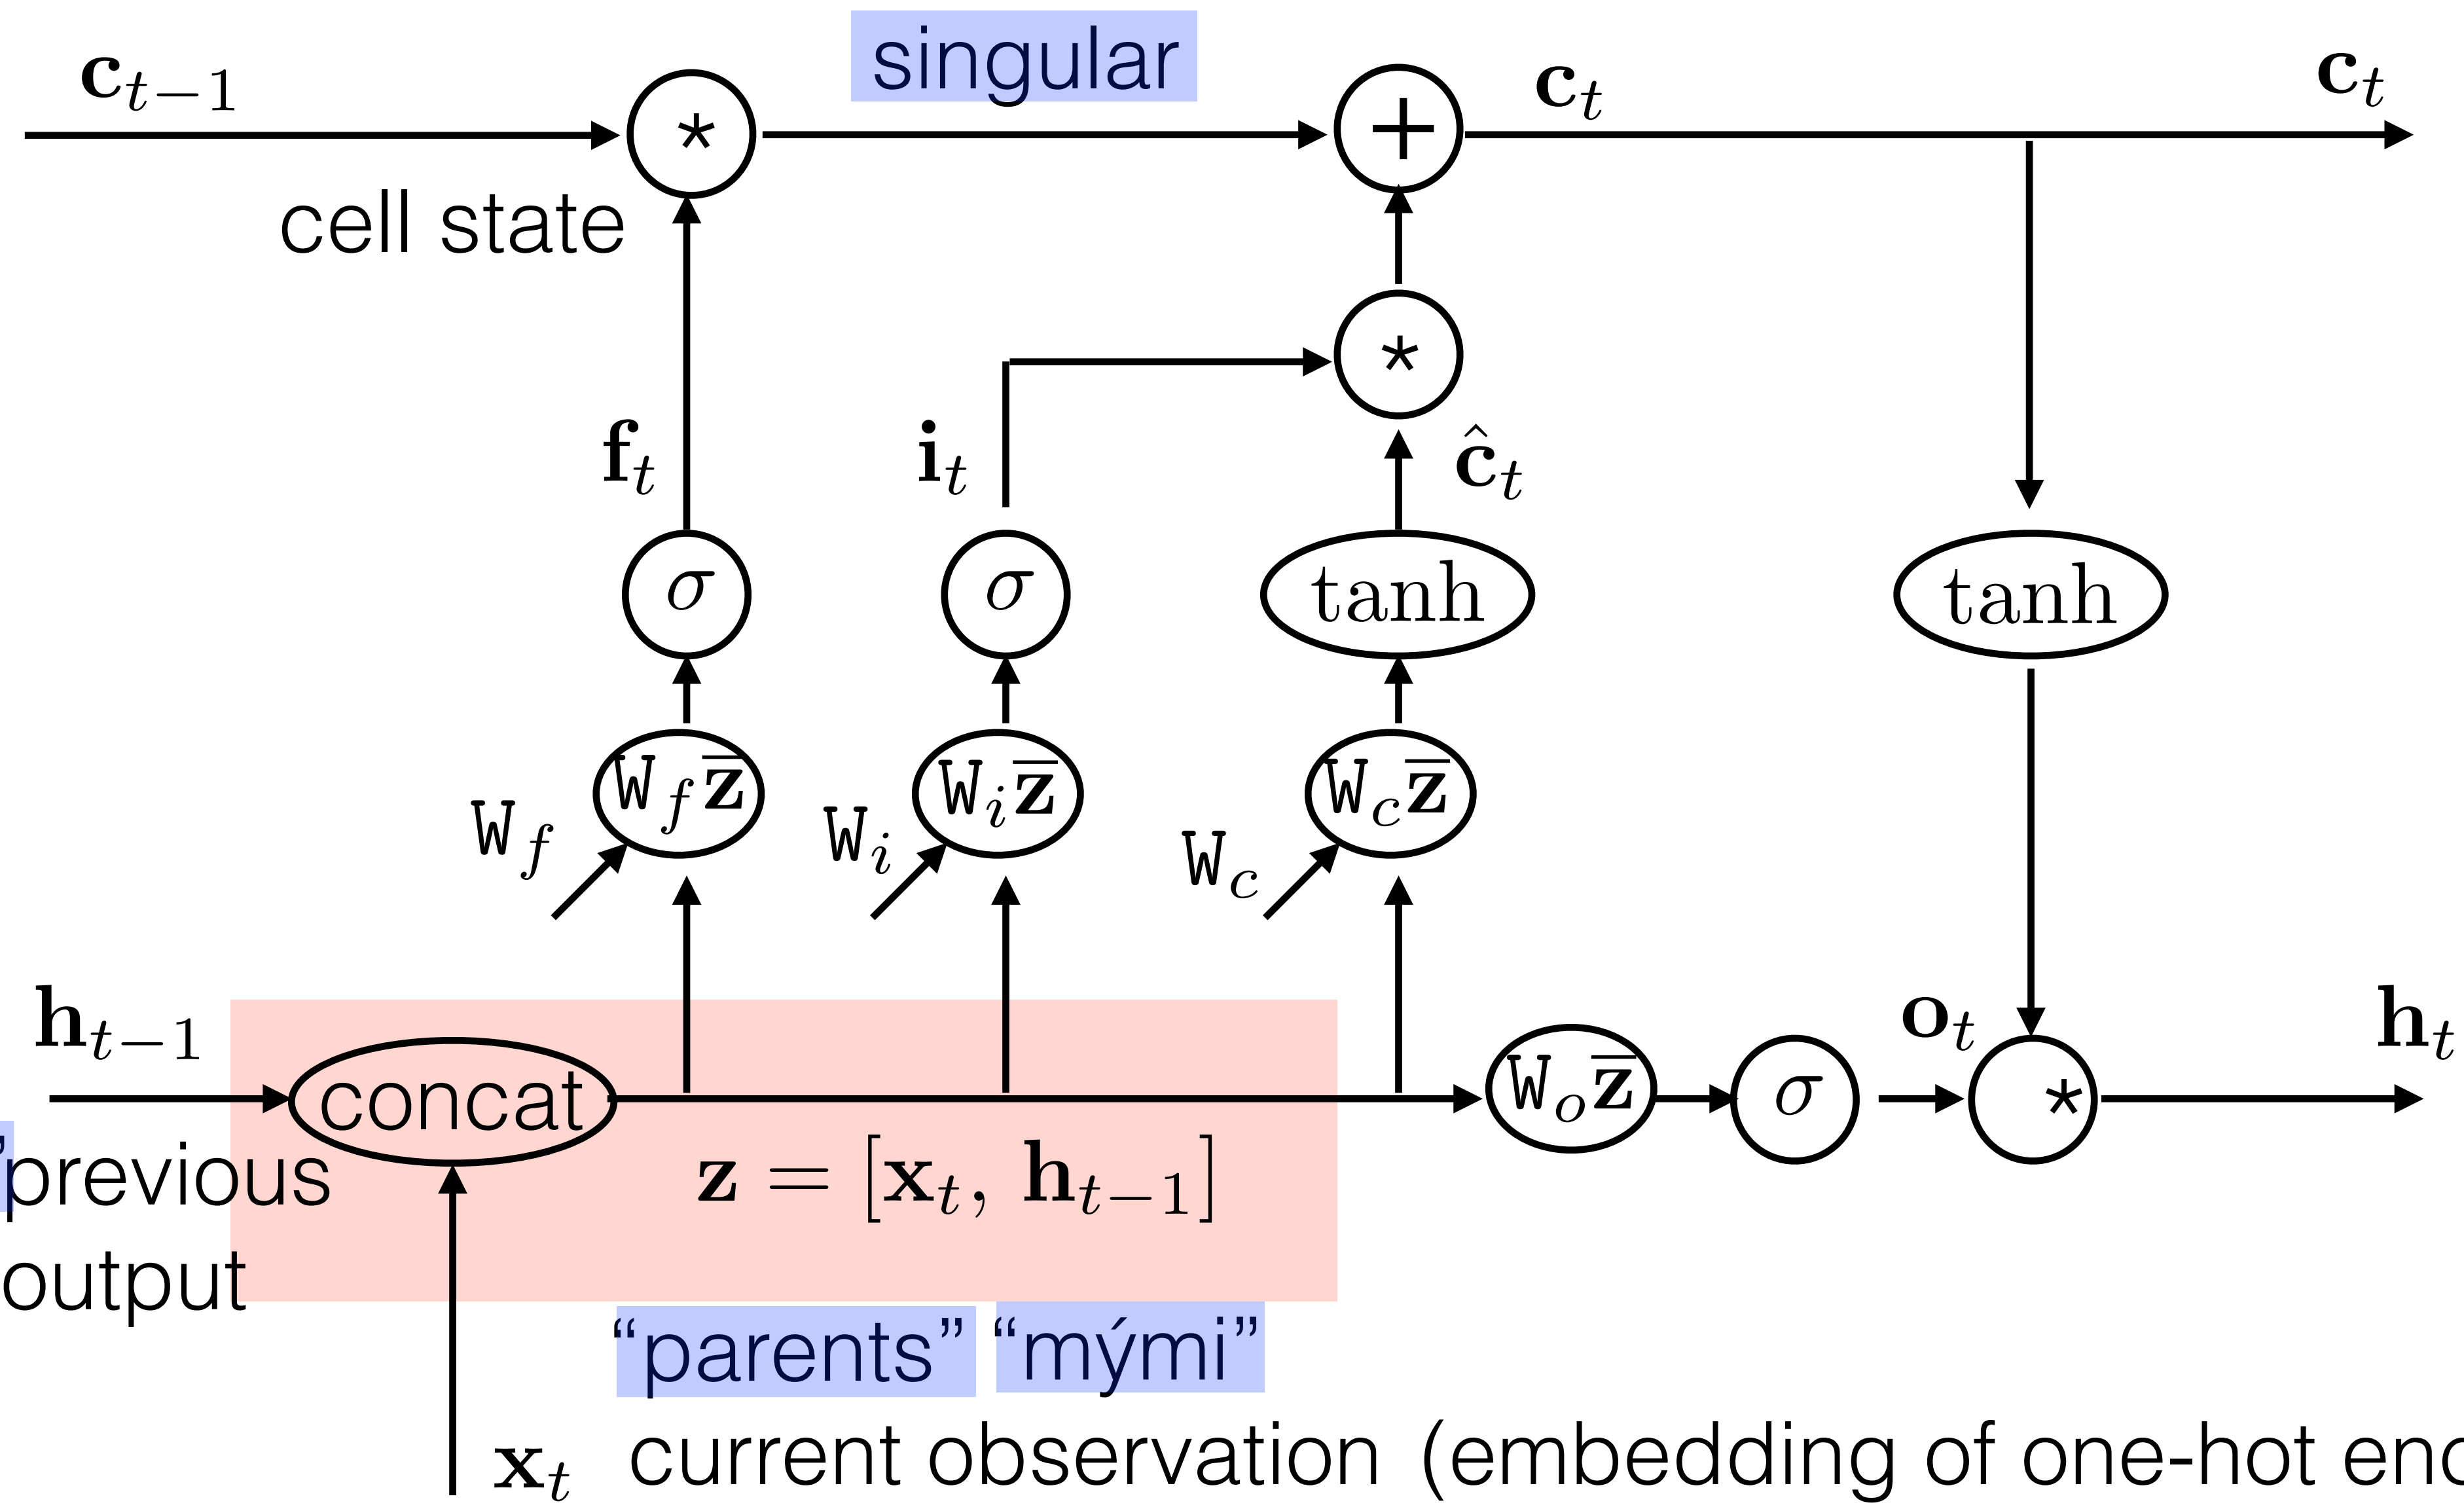 singular
c_{t−1}
c_t
c_t
*
+
cell state
*
f_t
i_t
ĉ_t
σ
σ
tanh
tanh
W_f z̅
W_i z̅
W_c z̅
W_f
W_i
W_c
h_{t−1}
o_t
h_t
concat
W_o z̅
σ
*
”previous
output
z = [x_t, h_{t−1}]
“parents” “mými”
x_t current observation (embedding of one-hot enc